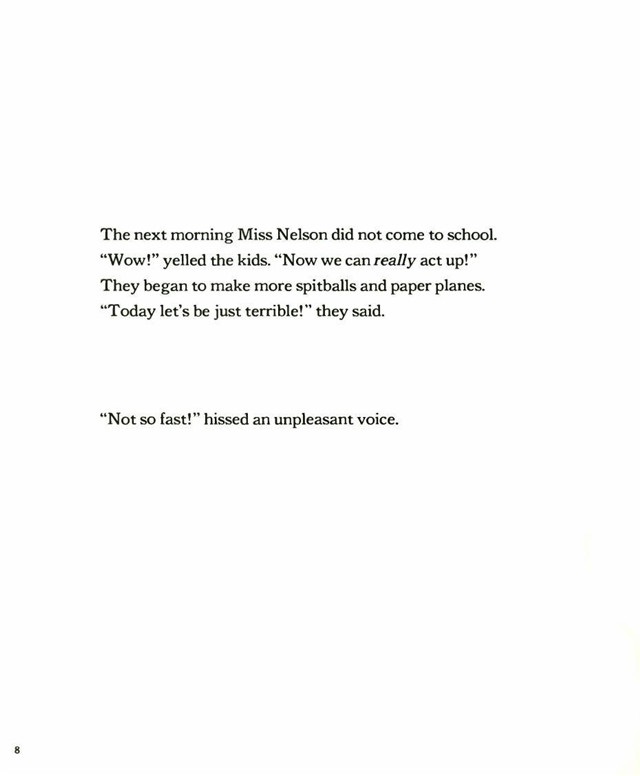 The next morning Miss Nelson did not come to school.
“Wow!” yelled the kids. “Now we can really act up!”
They began to make more spitballs and paper planes.
“Today let’s be just terrible!” they said.
“Not so fast!” hissed an unpleasant voice.
8